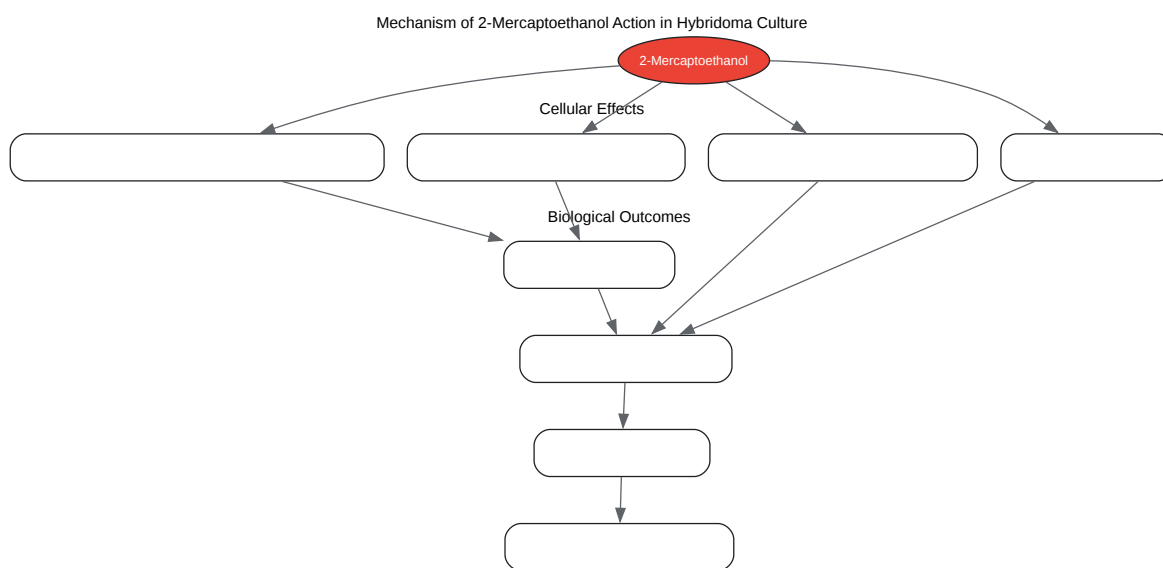 Mechanism of 2-Mercaptoethanol Action in Hybridoma Culture
2-Mercaptoethanol
Cellular Effects
Biological Outcomes